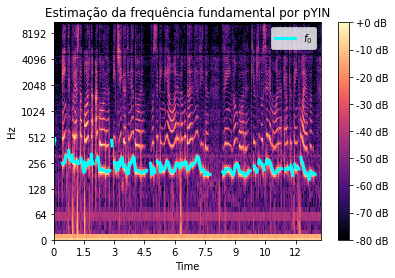 Estimação da frequência fundamental por pYIN
f0
8192
4096
2048
1024
512
256
128
64
0
Hz
0 1.5 3 4.5 6 7.5 9 10 12
Time
+0 dB
-10 dB
-20 dB
-30 dB
-40 dB
-50 dB
-60 dB
-70 dB
-80 dB